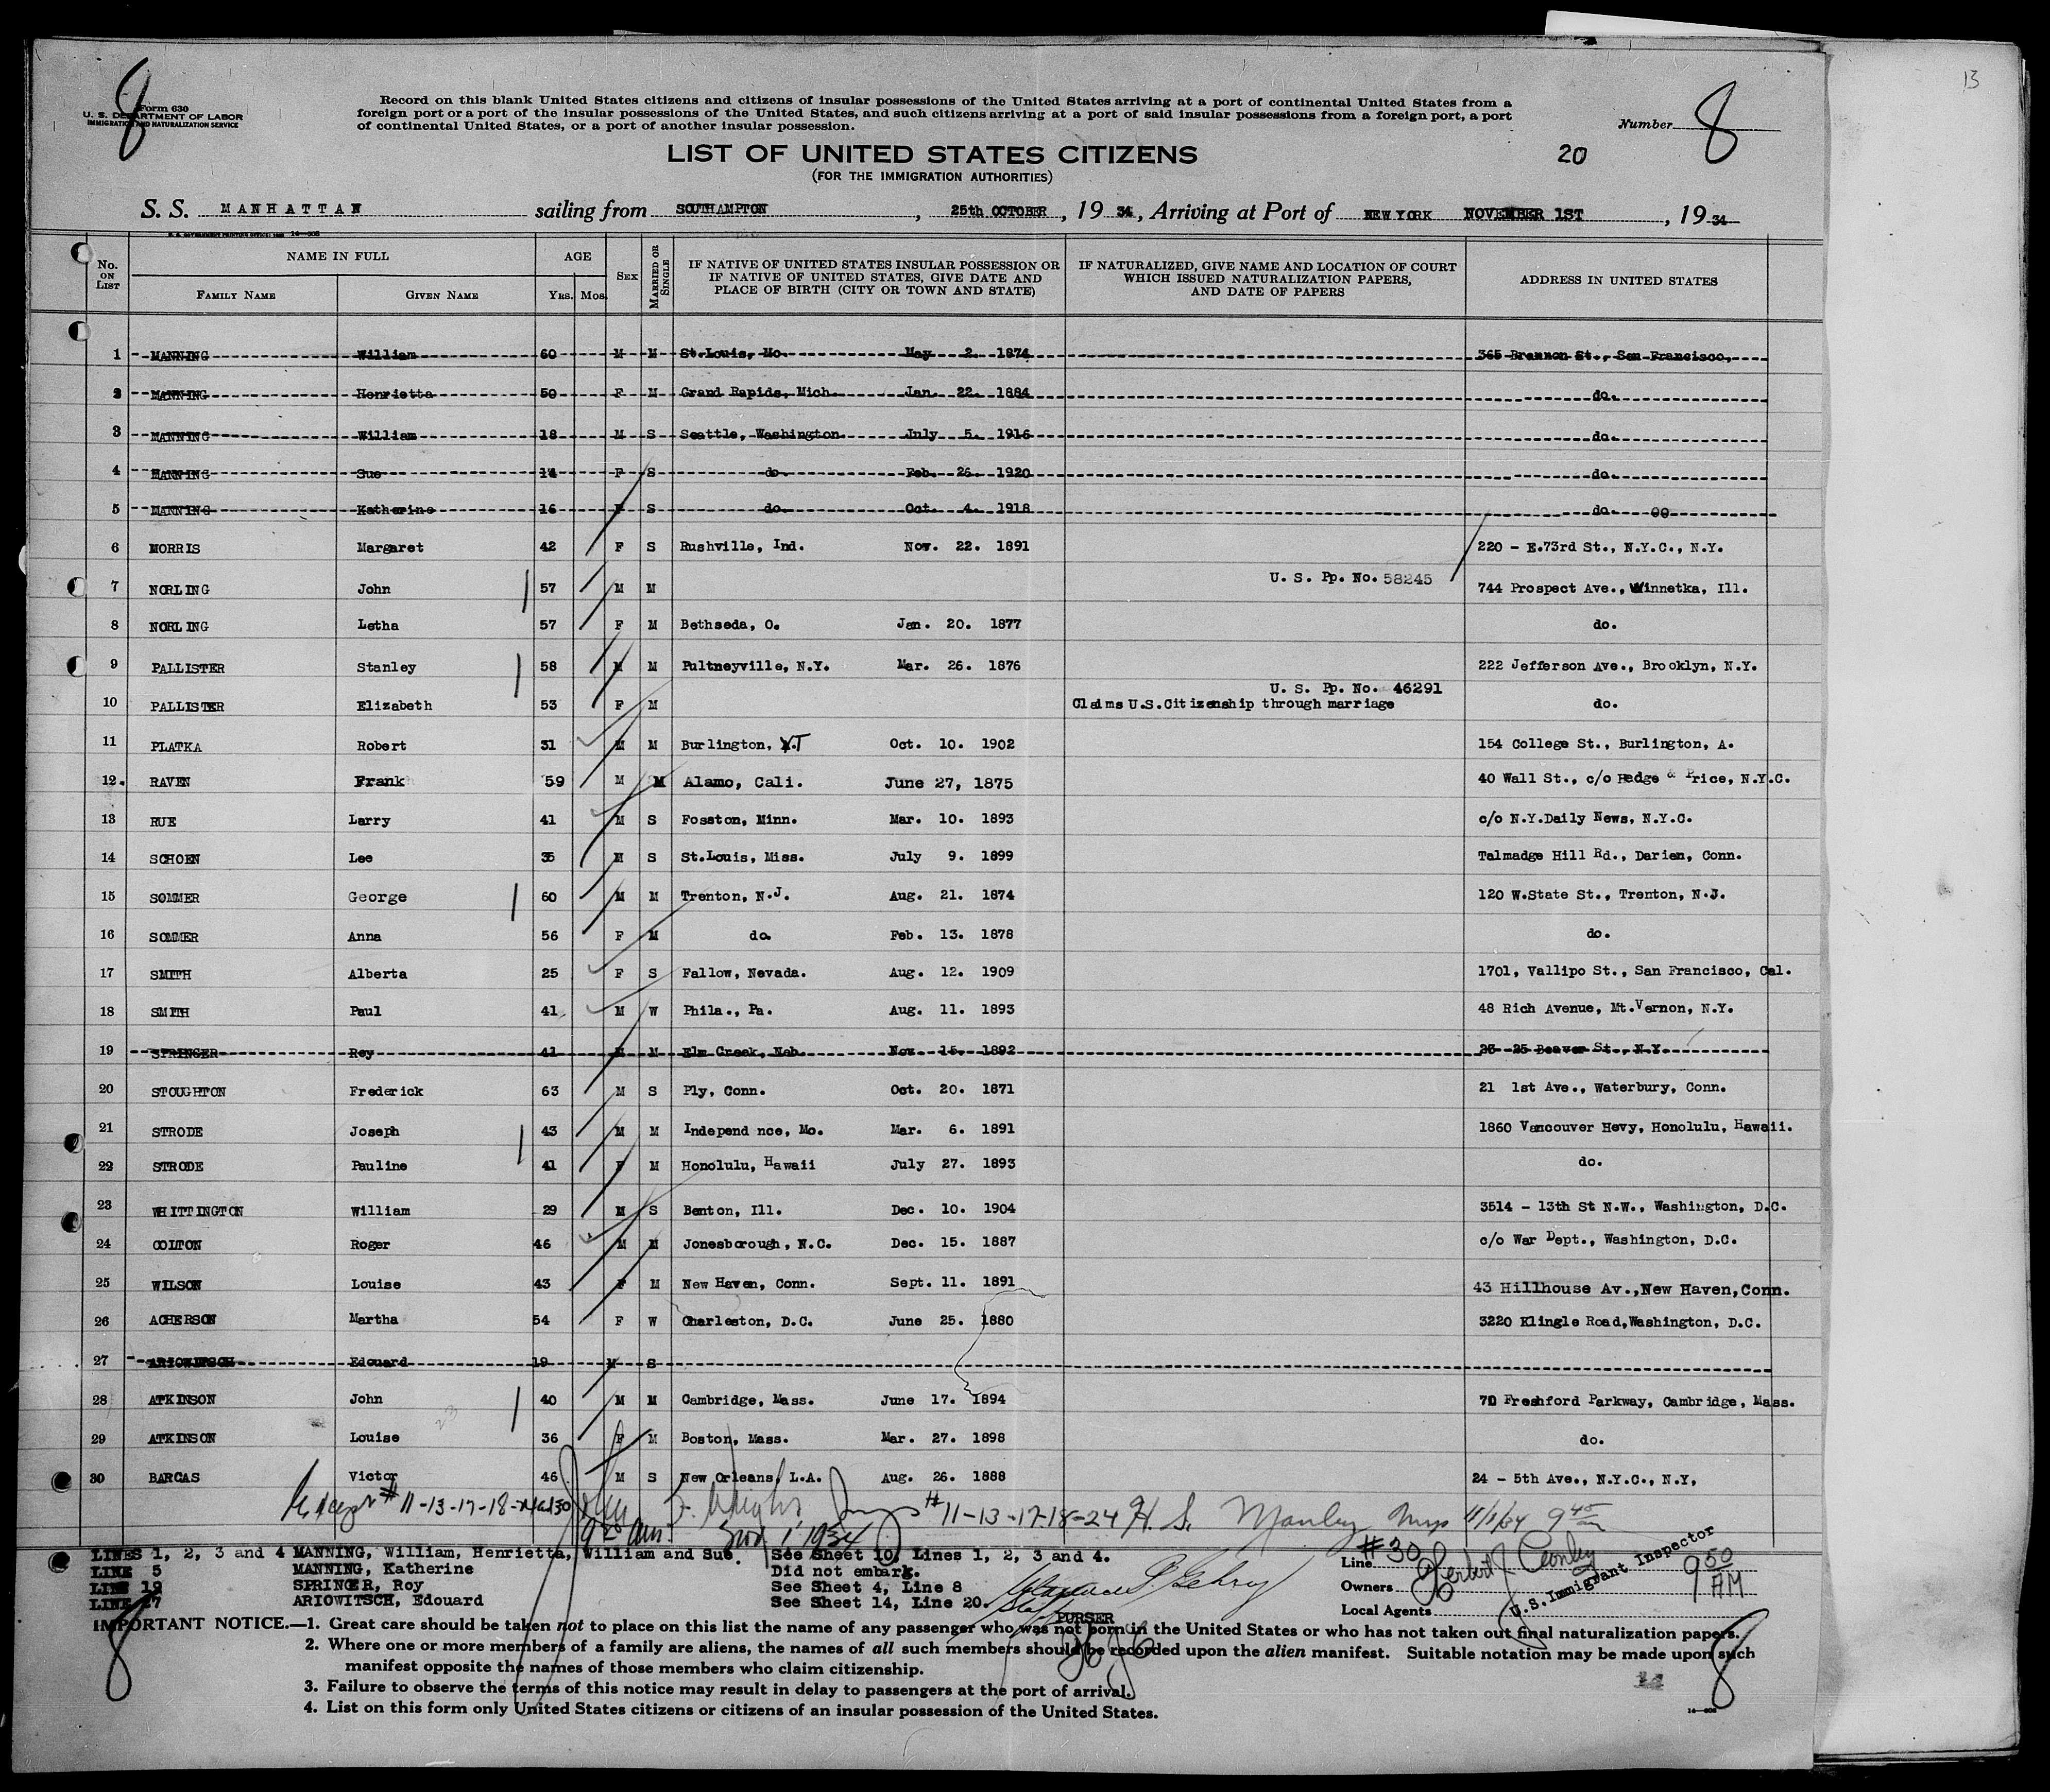 13
8
Form 630
U. S. DEPARTMENT OF LABOR
IMMIGRATION AND NATURALIZATION SERVICE
Record on this blank United States citizens and citizens of insular possessions of the United States arriving at a port of continental United States from a
foreign port or a port of the insular possessions of the United States, and such citizens arriving at a port of said insular possessions from a foreign port, a port
of continental United States, or a port of another insular possession.
Number 8
LIST OF UNITED STATES CITIZENS
20
(FOR THE IMMIGRATION AUTHORITIES)
S. S. MANHATTAN sailing from SOUTHAMPTON, 25th OCTOBER, 19 34, Arriving at Port of NEW YORK NOVEMBER 1ST, 19 34
No. ON LIST NAME IN FULL FAMILY NAME GIVEN NAME AGE YRS. MOS. SEX MARRIED OR SINGLE IF NATIVE OF UNITED STATES INSULAR POSSESSION OR IF NATIVE OF UNITED STATES, GIVE DATE AND PLACE OF BIRTH (CITY OR TOWN AND STATE) IF NATURALIZED, GIVE NAME AND LOCATION OF COURT WHICH ISSUED NATURALIZATION PAPERS, AND DATE OF PAPERS ADDRESS IN UNITED STATES
1 MANNING William 60 M M St.Louis, Mo. May 2. 1874 365 Brannon St., San Francisco,
2 MANNING Henrietta 50 F M Grand Rapids, Mich. Jan. 22. 1884 do.
3 MANNING William 18 M S Seattle, Washington July 5. 1916 do.
4 MANNING Sue 14 F S do. Feb. 26. 1920 do.
5 MANNING Katherine 16 F S do. Oct. 4. 1918 do.
6 MORRIS Margaret 42 F S Rushville, Ind. Nov. 22. 1891 220 - E.73rd St., N.Y.C., N.Y.
7 NORLING John 57 M M U. S. Pp. No. 58245 744 Prospect Ave., Winnetka, Ill.
8 NORLING Letha 57 F M Bethseda, O. Jan. 20. 1877 do.
9 PALLISTER Stanley 58 M M Pultneyville, N.Y. Mar. 26. 1876 222 Jefferson Ave., Brooklyn, N.Y.
U. S. Pp. No. 46291
10 PALLISTER Elizabeth 53 F M Claims U.S.Citizenship through marriage do.
11 PLATKA Robert 31 M M Burlington, V.T Oct. 10. 1902 154 College St., Burlington, A.
12. RAVEN Frank 59 M M Alamo, Cali. June 27, 1875 40 Wall St., c/o Hedge & Price, N.Y.C.
13 RUE Larry 41 M S Fosston, Minn. Mar. 10. 1893 c/o N.Y.Daily News, N.Y.C.
14 SCHOEN Lee 35 M S St.Louis, Miss. July 9. 1899 Talmadge Hill Rd., Darien, Conn.
15 SOMMER George 60 M M Trenton, N.J. Aug. 21. 1874 120 W.State St., Trenton, N.J.
16 SOMMER Anna 56 F M do. Feb. 13. 1878 do.
17 SMITH Alberta 25 F S Fallow, Nevada. Aug. 12. 1909 1701, Vallipo St., San Francisco, Cal.
18 SMITH Paul 41 M W Phila., Pa. Aug. 11. 1893 48 Rich Avenue, Mt.Vernon, N.Y.
19 STRINGER Roy 41 M M Elm Creek, Neb. Nov. 15. 1892 23 - 25 Beaver St., N.Y.
20 STOUGHTON Frederick 63 M S Ply, Conn. Oct. 20. 1871 21 1st Ave., Waterbury, Conn.
21 STRODE Joseph 43 M M Independ nce, Mo. Mar. 6. 1891 1860 Vancouver Hevy, Honolulu, Hawaii.
22 STRODE Pauline 41 F M Honolulu, Hawaii July 27. 1893 do.
23 WHITTINGTON William 29 M S Benton, Ill. Dec. 10. 1904 3514 - 13th St N.W., Washington, D.C.
24 COLTON Roger 46 M M Jonesborough, N.C. Dec. 15. 1887 c/o War Dept., Washington, D.C.
25 WILSON Louise 43 F M New Haven, Conn. Sept. 11. 1891 43 Hillhouse Av.,New Haven,Conn.
26 ACHERSON Martha 54 F W Charleston, D.C. June 25. 1880 3220 Klingle Road,Washington, D.C.
27 ARIOWITSCH Edouard 19 M S
28 ATKINSON John 40 M M Cambridge, Mass. June 17. 1894 70 Freshford Parkway, Cambridge, Mass.
29 ATKINSON Louise 36 F M Boston, Mass. Mar. 27. 1898 do.
30 BARCAS Victor 46 M S New Orleans, L.A. Aug. 26. 1888 24 - 5th Ave., N.Y.C., N.Y.
Except # 11-13-17-18-24 John F. # 11-13-17-18-24 H. S. Manley 11/1/34 9 45 am
9 50 Am. Nov 1 1934
LINES 1, 2, 3 and 4 MANNING, William, Henrietta, William and Sue. See Sheet 10, Lines 1, 2, 3 and 4.
LINE 5 MANNING, Katherine Did not embark.
LINE 19 SPRINGER, Roy See Sheet 4, Line 8
LINE 27 ARIOWITSCH, Edouard See Sheet 14, Line 20.
PURSER
Line #30
Owners
Local Agents
U.S. Immigrant Inspector
9 50 AM
IMPORTANT NOTICE.—1. Great care should be taken not to place on this list the name of any passenger who was not born in the United States or who has not taken out final naturalization papers.
2. Where one or more members of a family are aliens, the names of all such members should be recorded upon the alien manifest. Suitable notation may be made upon such
manifest opposite the names of those members who claim citizenship.
3. Failure to observe the terms of this notice may result in delay to passengers at the port of arrival.
4. List on this form only United States citizens or citizens of an insular possession of the United States.
8
8